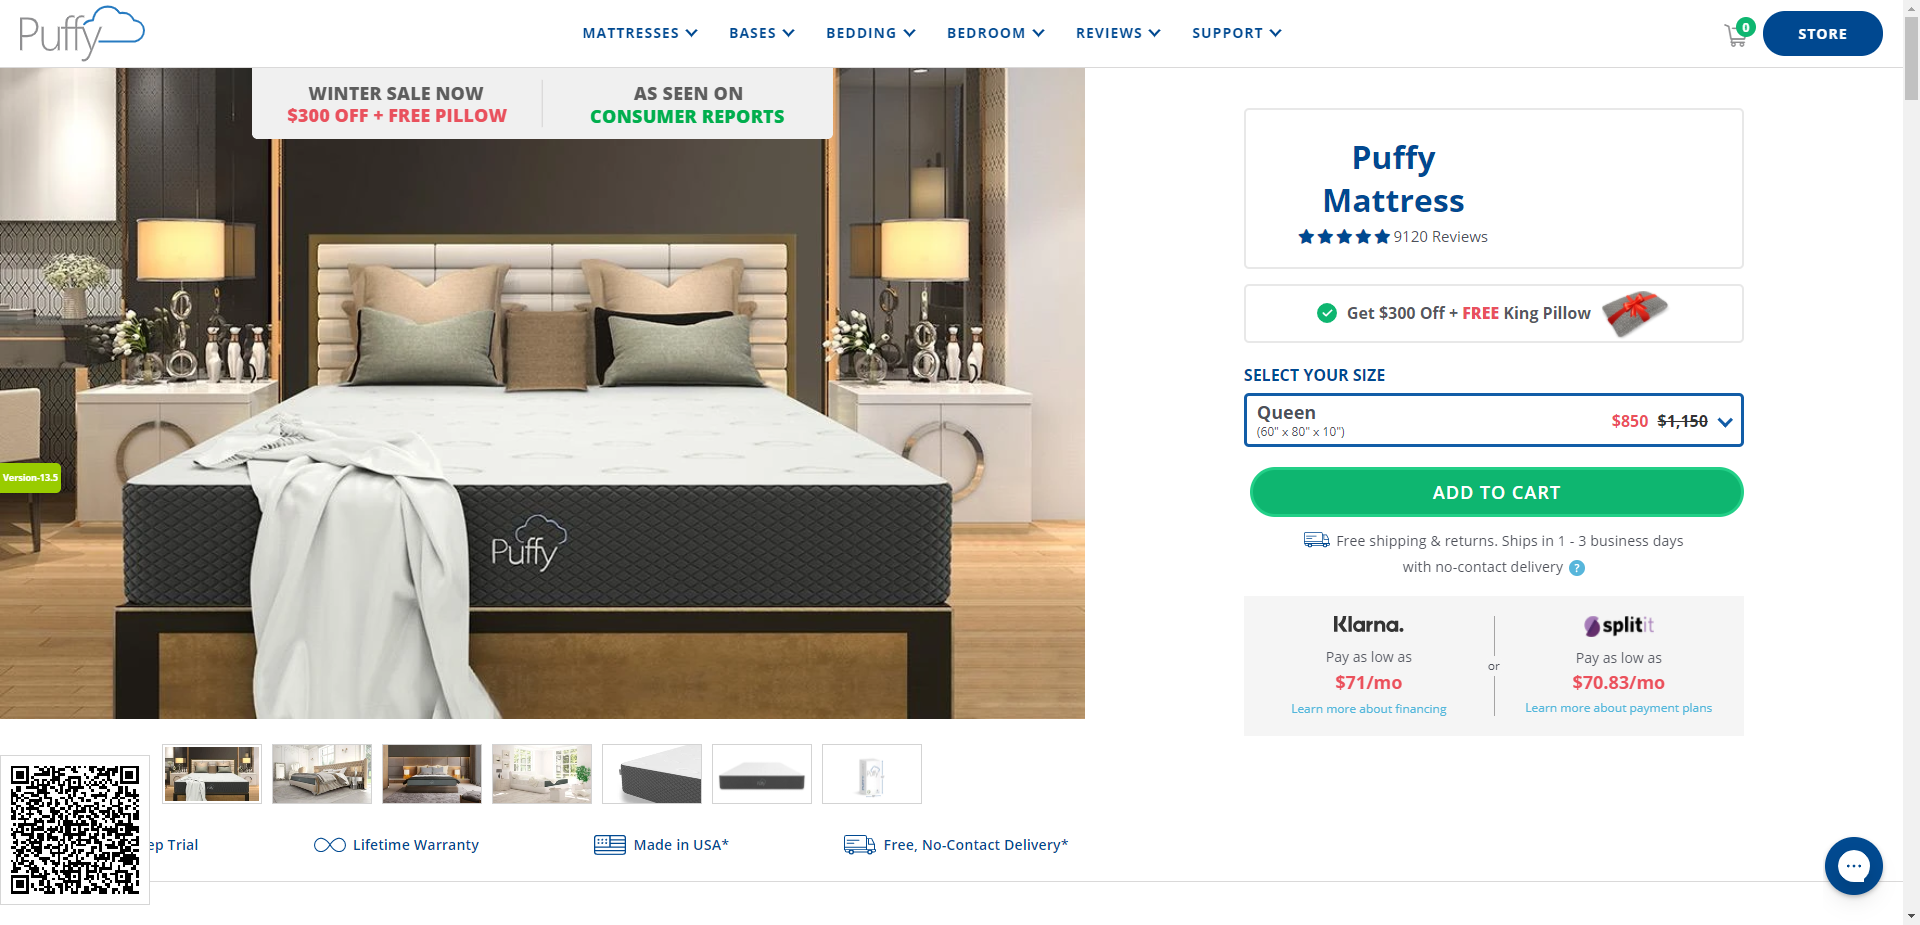 Puffy
MATTRESSES
BASES
BEDDING
BEDROOM
REVIEWS
SUPPORT
0
STORE
WINTER SALE NOW
$300 OFF + FREE PILLOW
AS SEEN ON
CONSUMER REPORTS
Puffy
Version-13.5
Puffy
Mattress
9120 Reviews
Get $300 Off + FREE King Pillow
SELECT YOUR SIZE
Queen
(60" x 80" x 10")
$850 $1,150
ADD TO CART
Free shipping & returns. Ships in 1 - 3 business days
with no-contact delivery ?
Klarna.
Pay as low as
$71/mo
Learn more about financing
or
splitit
Pay as low as
$70.83/mo
Learn more about payment plans
ep Trial
Lifetime Warranty
Made in USA*
Free, No-Contact Delivery*